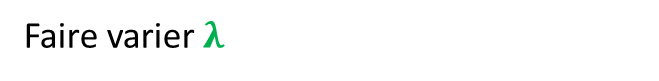 Faire varier λ